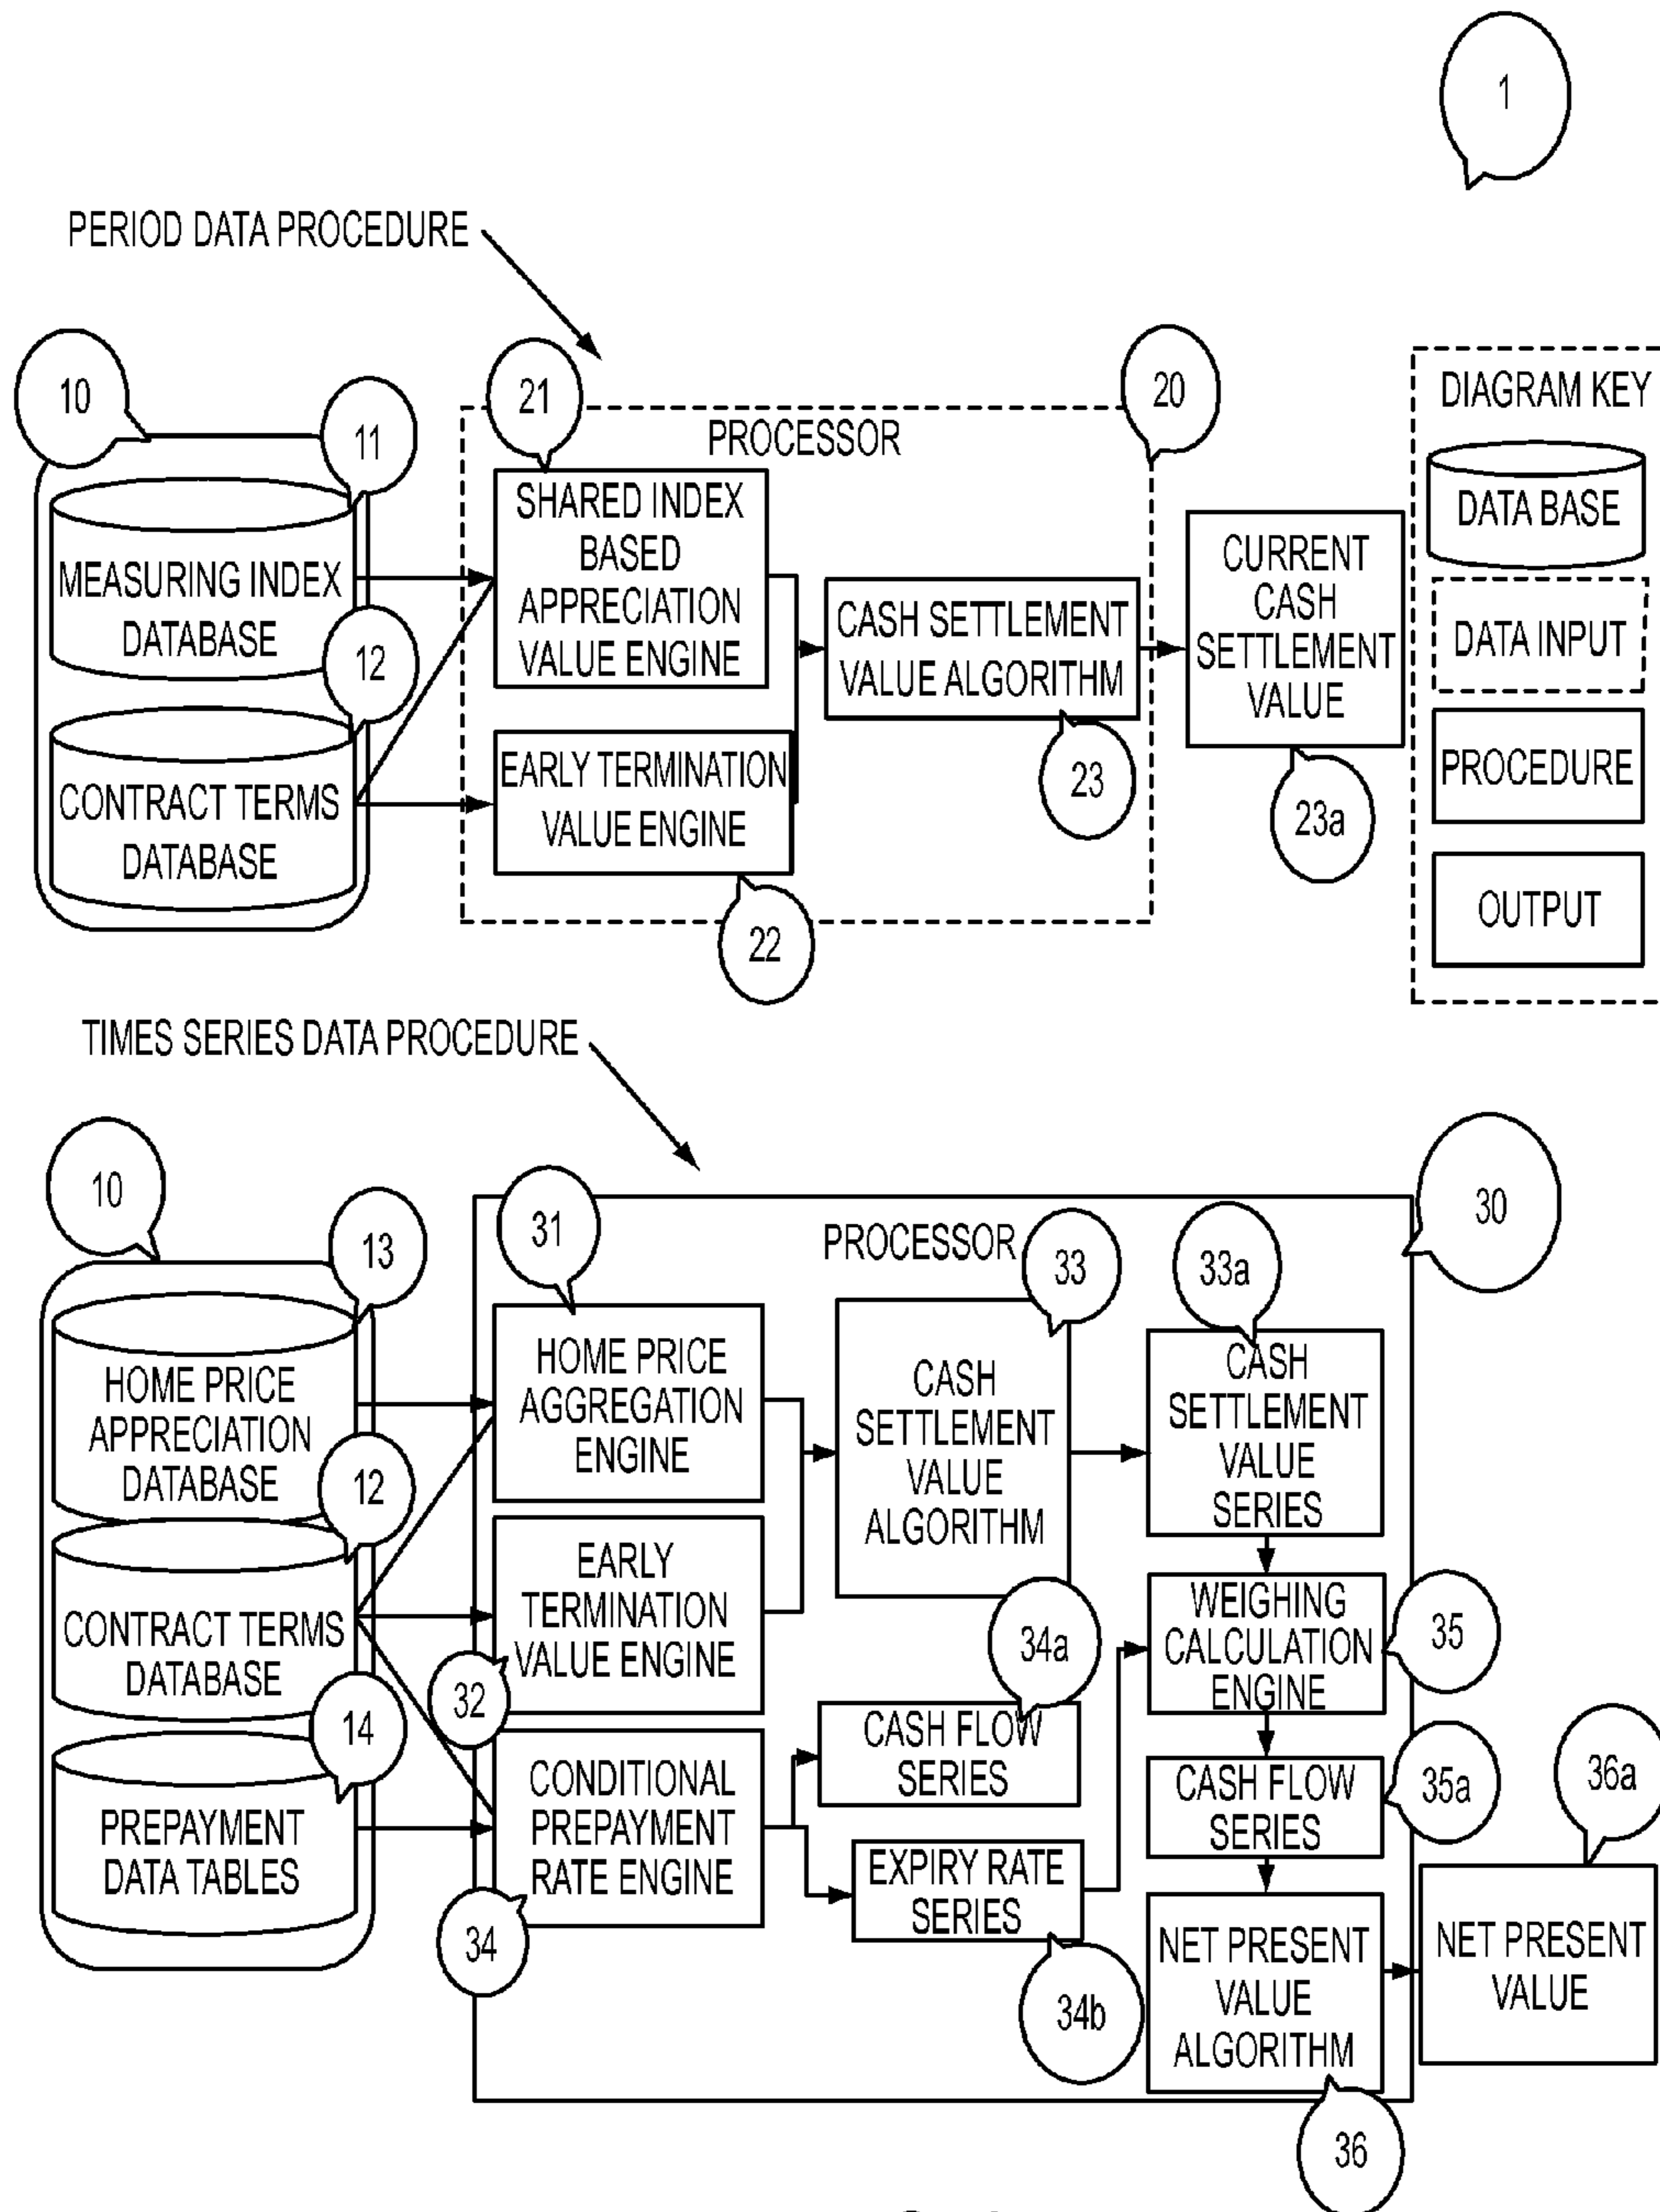 1
PERIOD DATA PROCEDURE
10
11
12
MEASURING INDEX
DATABASE
CONTRACT TERMS
DATABASE
21
20
PROCESSOR
SHARED INDEX
BASED
APPRECIATION
VALUE ENGINE
EARLY TERMINATION
VALUE ENGINE
22
CASH SETTLEMENT
VALUE ALGORITHM
23
CURRENT
CASH
SETTLEMENT
VALUE
23a
DIAGRAM KEY
DATA BASE
DATA INPUT
PROCEDURE
OUTPUT
TIMES SERIES DATA PROCEDURE
10
13
HOME PRICE
APPRECIATION
DATABASE
12
CONTRACT TERMS
DATABASE
14
PREPAYMENT
DATA TABLES
30
PROCESSOR
31
HOME PRICE
AGGREGATION
ENGINE
EARLY
TERMINATION
VALUE ENGINE
32
CONDITIONAL
PREPAYMENT
RATE ENGINE
34
33
CASH
SETTLEMENT
VALUE
ALGORITHM
34a
CASH FLOW
SERIES
EXPIRY RATE
SERIES
34b
33a
CASH
SETTLEMENT
VALUE
SERIES
WEIGHING
CALCULATION
ENGINE
35
CASH FLOW
SERIES
35a
NET PRESENT
VALUE
ALGORITHM
36
36a
NET PRESENT
VALUE